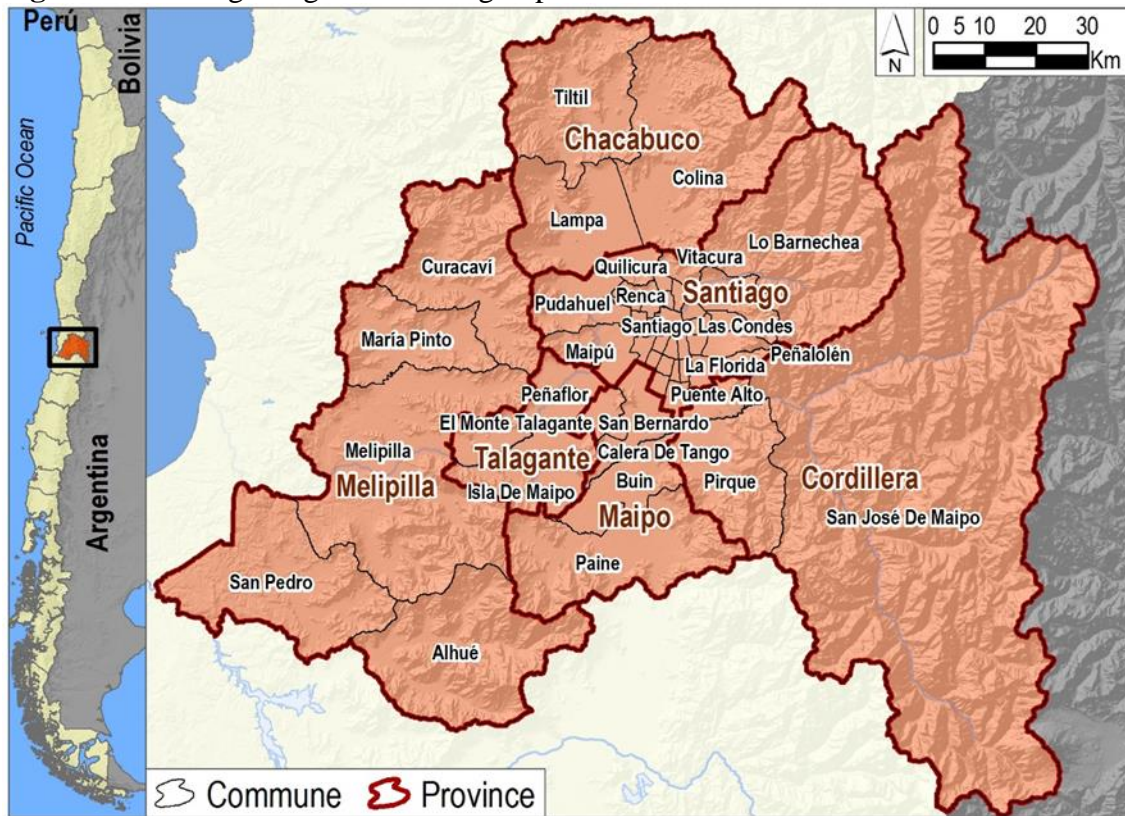 Perú
Bolivia
Pacific Ocean
Argentina
N
0 5 10 20 30
Km
Tiltil
Chacabuco
Colina
Lampa
Lo Barnechea
Vitacura
Curacaví
Quilicura
Santiago
Pudahuel
Renca
Santiago Las Condes
María Pinto
Maipú
Peñalolén
La Florida
Peñaflor
Puente Alto
El Monte Talagante San Bernardo
Melipilla
Talagante
Calera De Tango
Melipilla
Isla De Maipo
Buin
Pirque
Cordillera
Maipo
San José De Maipo
Paine
San Pedro
Alhué
Commune
Province